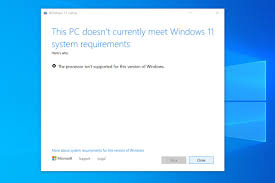 Windows 11 Setup
This PC doesn't currently meet Windows 11
system requirements
Here's why.
The processor isn't supported for this version of Windows.
More about system requirements for this version of Windows
Microsoft Support Legal
Back Close